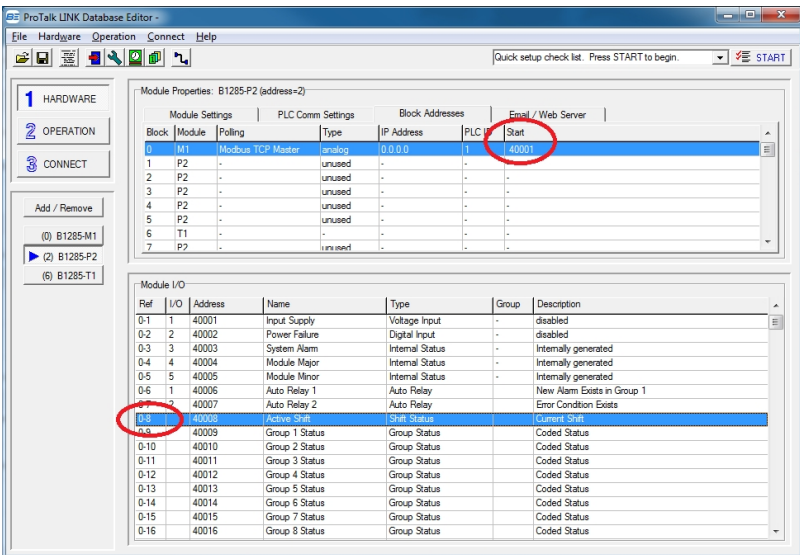 ProTalk LINK Database Editor -
File Hardware Operation Connect Help
Quick setup check list. Press START to begin. START
1 HARDWARE
2 OPERATION
3 CONNECT
Add / Remove
(0) B1285-M1
(2) B1285-P2
(6) B1285-T1
Module Properties: B1285-P2 (address=2)
Module Settings PLC Comm Settings Block Addresses Email / Web Server
Block Module Polling Type IP Address PLC ID Start
0 M1 Modbus TCP Master analog 0.0.0.0 1 40001
1 P2 - unused - - -
2 P2 - unused - - -
3 P2 - unused - - -
4 P2 - unused - - -
5 P2 - unused - - -
6 T1 - - - - -
7 P2 - unused - - -
Module I/O
Ref I/O Address Name Type Group Description
0-1 1 40001 Input Supply Voltage Input - disabled
0-2 2 40002 Power Failure Digital Input - disabled
0-3 3 40003 System Alarm Internal Status - Internally generated
0-4 4 40004 Module Major Internal Status - Internally generated
0-5 5 40005 Module Minor Internal Status - Internally generated
0-6 1 40006 Auto Relay 1 Auto Relay New Alarm Exists in Group 1
0-7 2 40007 Auto Relay 2 Auto Relay Error Condition Exists
0-8 40008 Active Shift Shift Status Current Shift
0-9 40009 Group 1 Status Group Status Coded Status
0-10 40010 Group 2 Status Group Status Coded Status
0-11 40011 Group 3 Status Group Status Coded Status
0-12 40012 Group 4 Status Group Status Coded Status
0-13 40013 Group 5 Status Group Status Coded Status
0-14 40014 Group 6 Status Group Status Coded Status
0-15 40015 Group 7 Status Group Status Coded Status
0-16 40016 Group 8 Status Group Status Coded Status